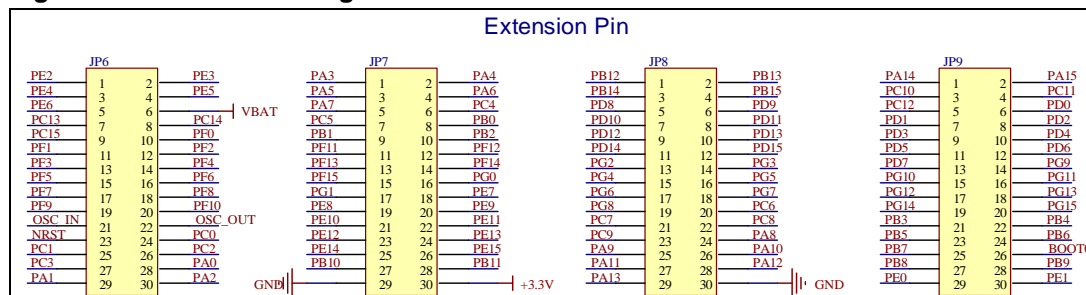 Extension Pin
JP6 JP7 JP8 JP9
PE2 1 2 PE3 PA3 1 2 PA4 PB12 1 2 PB13 PA14 1 2 PA15
PE4 3 4 PE5 PA5 3 4 PA6 PB14 3 4 PB15 PC10 3 4 PC11
PE6 5 6 VBAT PA7 5 6 PC4 PD8 5 6 PD9 PC12 5 6 PD0
PC13 7 8 PC14 PC5 7 8 PB0 PD10 7 8 PD11 PD1 7 8 PD2
PC15 9 10 PF0 PB1 9 10 PB2 PD12 9 10 PD13 PD3 9 10 PD4
PF1 11 12 PF2 PF11 11 12 PF12 PD14 11 12 PD15 PD5 11 12 PD6
PF3 13 14 PF4 PF13 13 14 PF14 PG2 13 14 PG3 PD7 13 14 PG9
PF5 15 16 PF6 PF15 15 16 PG0 PG4 15 16 PG5 PG10 15 16 PG11
PF7 17 18 PF8 PG1 17 18 PE7 PG6 17 18 PG7 PG12 17 18 PG13
PF9 19 20 PF10 PE8 19 20 PE9 PG8 19 20 PC6 PG14 19 20 PG15
OSC_IN 21 22 OSC_OUT PE10 21 22 PE11 PC7 21 22 PC8 PB3 21 22 PB4
NRST 23 24 PC0 PE12 23 24 PE13 PC9 23 24 PA8 PB5 23 24 PB6
PC1 25 26 PC2 PE14 25 26 PE15 PA9 25 26 PA10 PB7 25 26 BOOT0
PC3 27 28 PA0 PB10 27 28 PB11 PA11 27 28 PA12 PB8 27 28 PB9
PA1 29 30 PA2 GND 29 30 +3.3V PA13 29 30 GND PE0 29 30 PE1